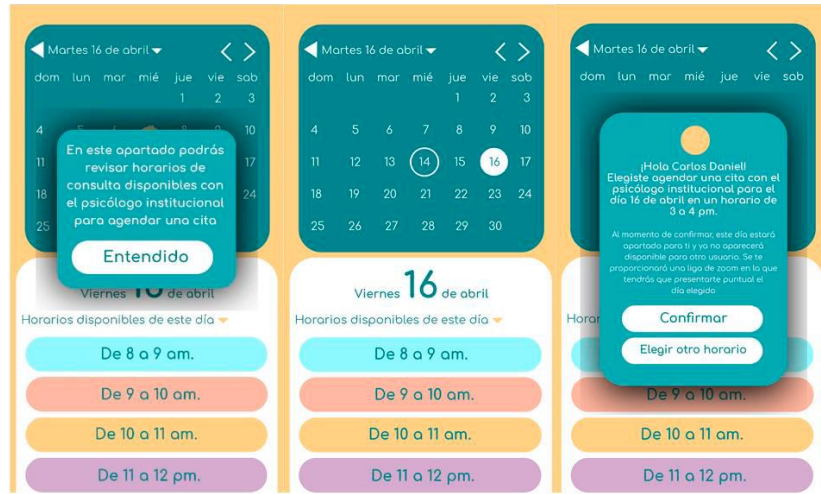 Martes 16 de abril
dom lun mar mié jue vie sab
1 2 3
4 10
11 17
18 24
25
En este apartado podrás
revisar horarios de
consulta disponibles con
el psicólogo institucional
para agendar una cita
Entendido
Viernes 16 de abril
Horarios disponibles de este día
De 8 a 9 am.
De 9 a 10 am.
De 10 a 11 am.
De 11 a 12 pm.
Martes 16 de abril
dom lun mar mié jue vie sab
1 2 3
4 5 6 7 8 9 10
11 12 13 14 15 16 17
18 19 20 21 22 23 24
25 26 27 28 29 30
Viernes 16 de abril
Horarios disponibles de este día
De 8 a 9 am.
De 9 a 10 am.
De 10 a 11 am.
De 11 a 12 pm.
Martes 16 de abril
dom lun mar mié jue vie sab
¡Hola Carlos Daniel!
Elegiste agendar una cita con el
psicólogo institucional para el
día 16 de abril en un horario de
3 a 4 pm.
Al momento de confirmar, este día estará
apartado para ti y ya no aparecerá
disponible para otro usuario. Se te
proporcionará una liga de zoom en la que
tendrás que presentarte puntual el
día elegido
Confirmar
Elegir otro horario
De 9 a 10 am.
De 10 a 11 am.
De 11 a 12 pm.